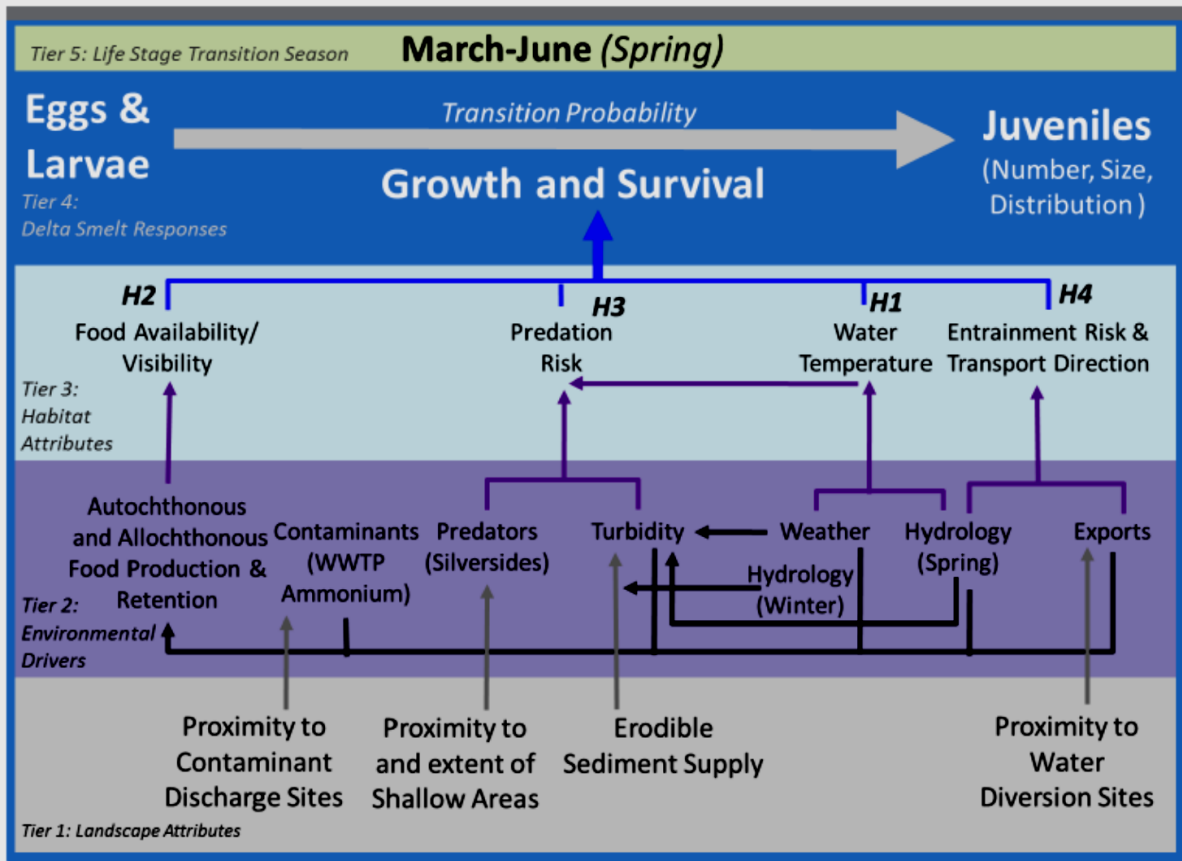 Tier 5: Life Stage Transition Season March-June (Spring)
Eggs &
Larvae
Transition Probability
Juveniles
(Number, Size,
Distribution )
Growth and Survival
Tier 4:
Delta Smelt Responses
H2
H3
H1
H4
Food Availability/
Visibility
Predation
Risk
Water
Temperature
Entrainment Risk &
Transport Direction
Tier 3:
Habitat
Attributes
Autochthonous
and Allochthonous
Food Production &
Retention
Contaminants
(WWTP
Ammonium)
Predators
(Silversides)
Turbidity
Weather
Hydrology
(Spring)
Exports
Hydrology
(Winter)
Tier 2:
Environmental
Drivers
Proximity to
Contaminant
Discharge Sites
Proximity to
and extent of
Shallow Areas
Erodible
Sediment Supply
Proximity to
Water
Diversion Sites
Tier 1: Landscape Attributes